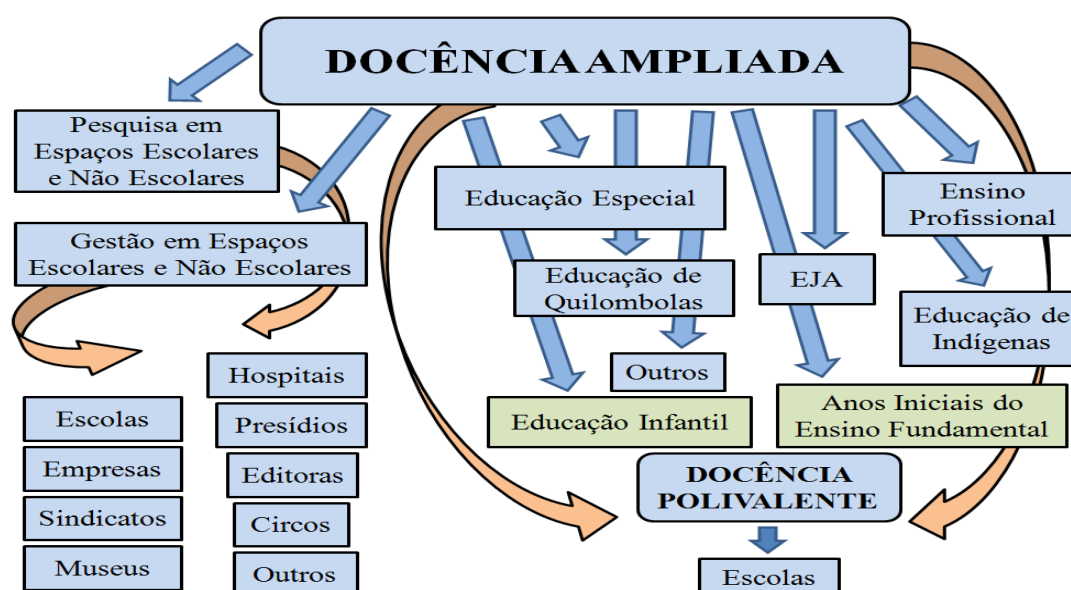 DOCÊNCIA AMPLIADA
Pesquisa em
Espaços Escolares
e Não Escolares
Gestão em Espaços
Escolares e Não Escolares
Escolas
Empresas
Sindicatos
Museus
Hospitais
Presídios
Editoras
Circos
Outros
Educação Especial
Educação de
Quilombolas
Outros
Educação Infantil
EJA
Anos Iniciais do
Ensino Fundamental
Ensino
Profissional
Educação de
Indígenas
DOCÊNCIA
POLIVALENTE
Escolas